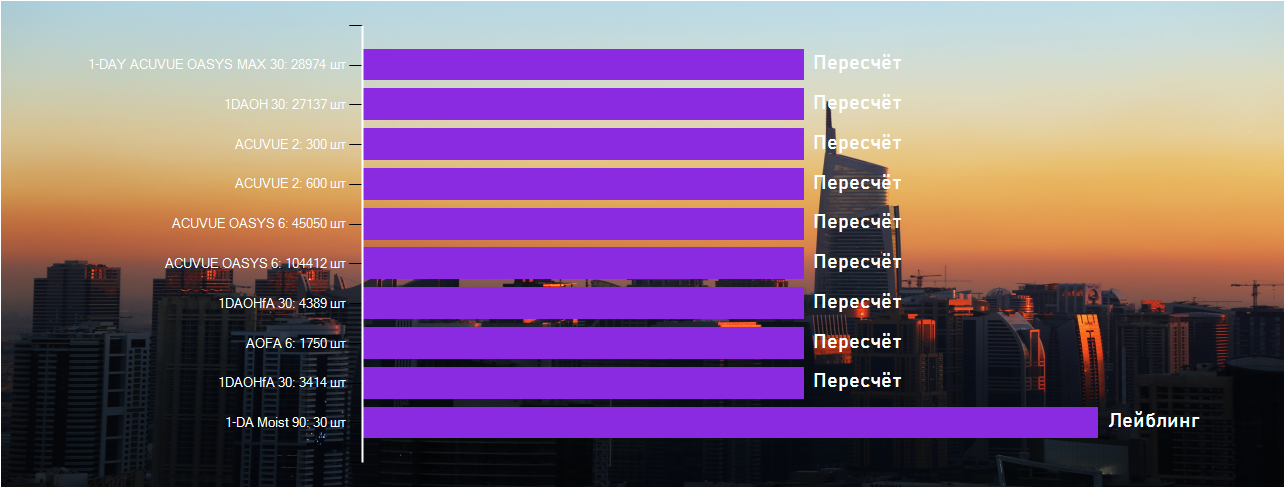 1-DAY ACUVUE OASYS MAX 30: 28974 шт Пересчёт
1DAOH 30: 27137 шт Пересчёт
ACUVUE 2: 300 шт Пересчёт
ACUVUE 2: 600 шт Пересчёт
ACUVUE OASYS 6: 45050 шт Пересчёт
ACUVUE OASYS 6: 104412 шт Пересчёт
1DAOHfA 30: 4389 шт Пересчёт
AOFA 6: 1750 шт Пересчёт
1DAOHfA 30: 3414 шт Пересчёт
1-DA Moist 90: 30 шт Лейблинг